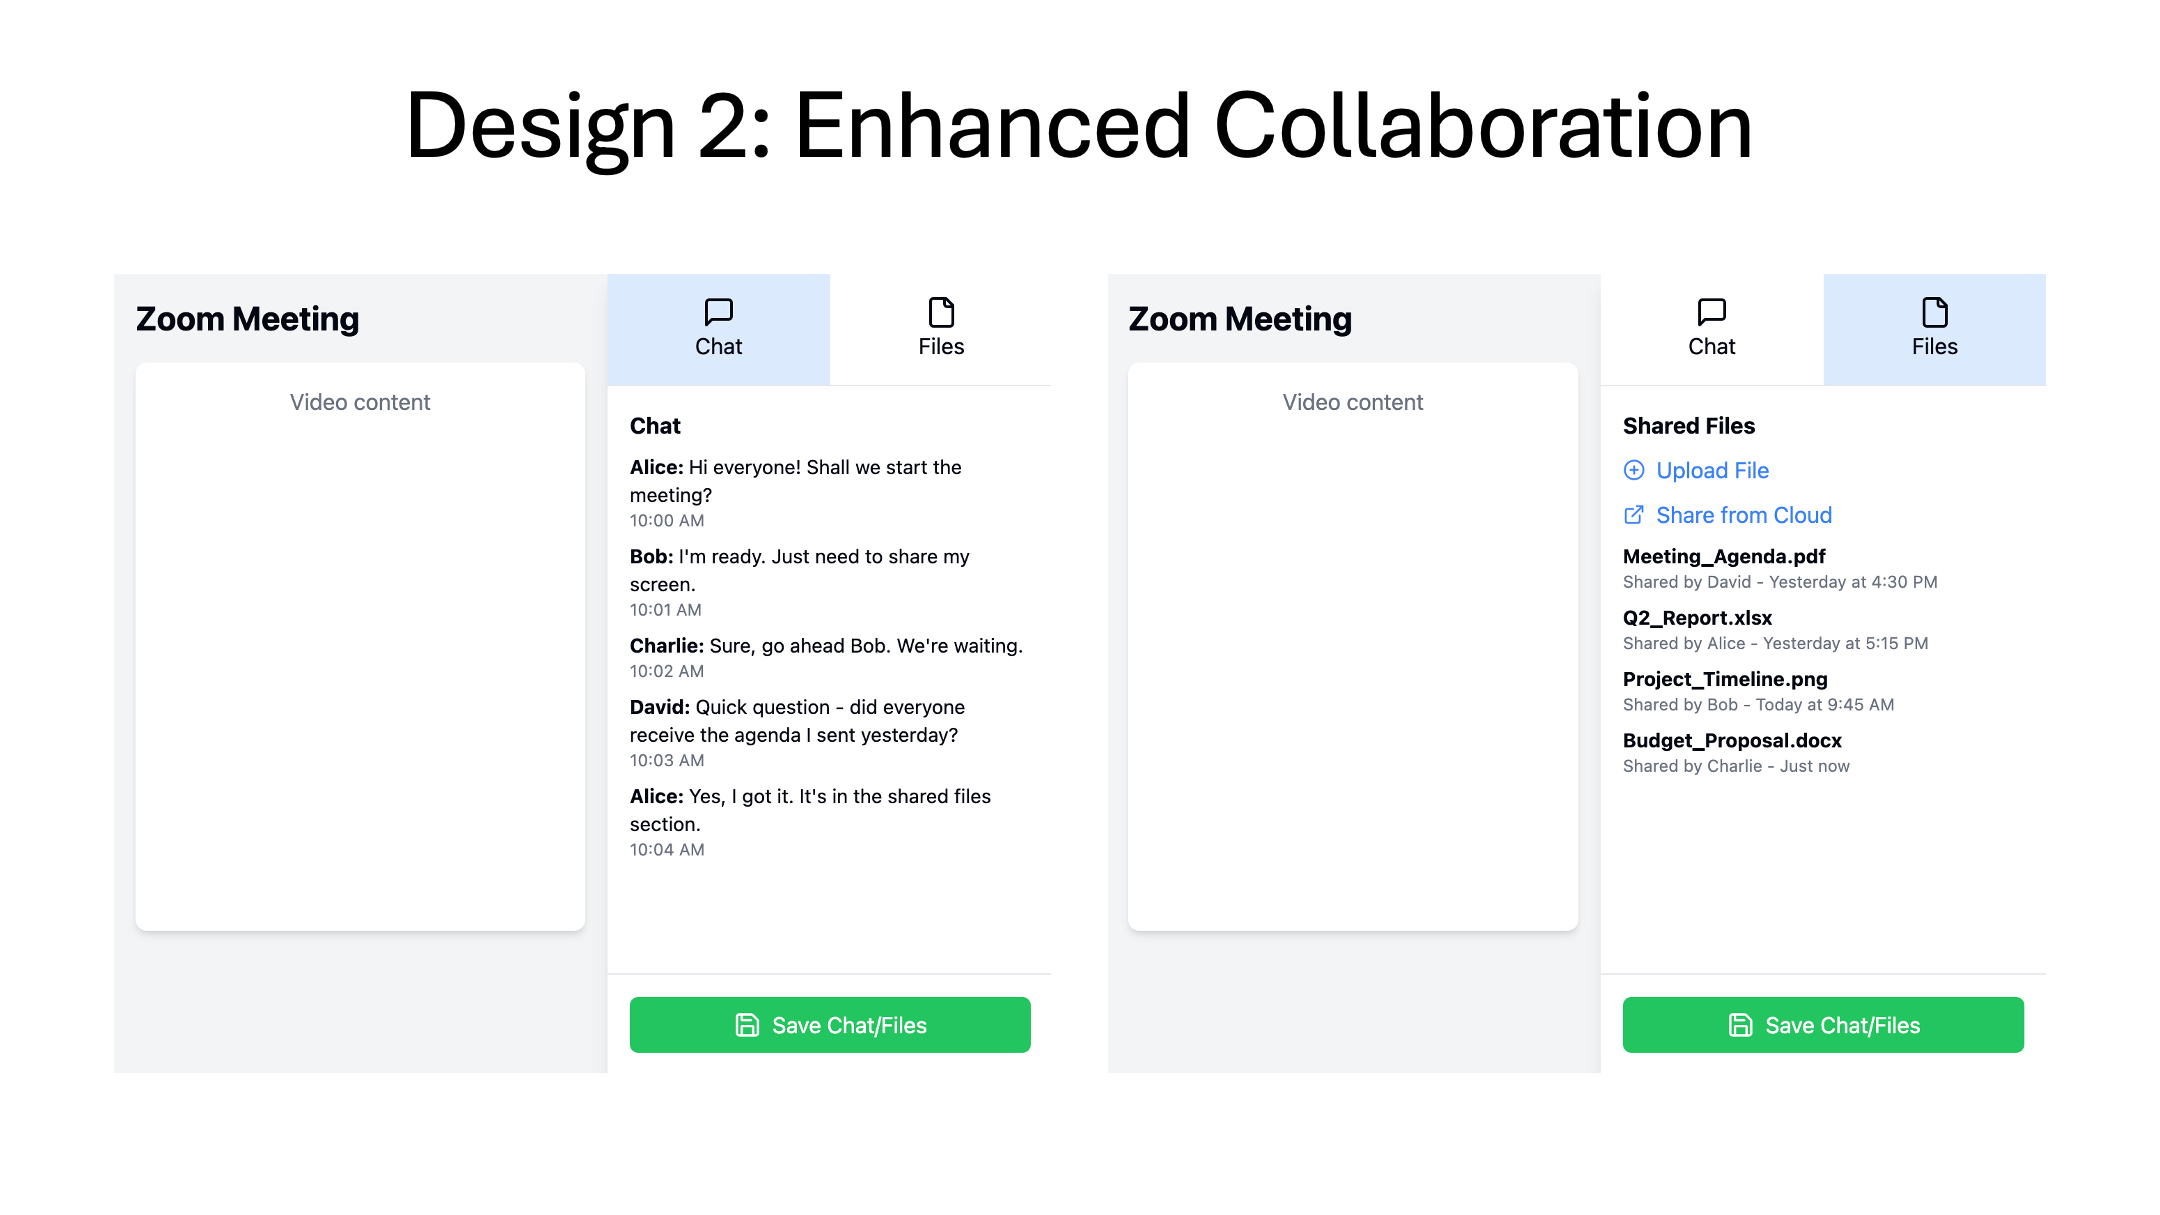 Design 2: Enhanced Collaboration
Zoom Meeting
Video content
Chat
Files
Chat
Alice: Hi everyone! Shall we start the
meeting?
10:00 AM
Bob: I'm ready. Just need to share my
screen.
10:01 AM
Charlie: Sure, go ahead Bob. We're waiting.
10:02 AM
David: Quick question - did everyone
receive the agenda I sent yesterday?
10:03 AM
Alice: Yes, I got it. It's in the shared files
section.
10:04 AM
Save Chat/Files
Zoom Meeting
Video content
Chat
Files
Shared Files
Upload File
Share from Cloud
Meeting_Agenda.pdf
Shared by David - Yesterday at 4:30 PM
Q2_Report.xlsx
Shared by Alice - Yesterday at 5:15 PM
Project_Timeline.png
Shared by Bob - Today at 9:45 AM
Budget_Proposal.docx
Shared by Charlie - Just now
Save Chat/Files